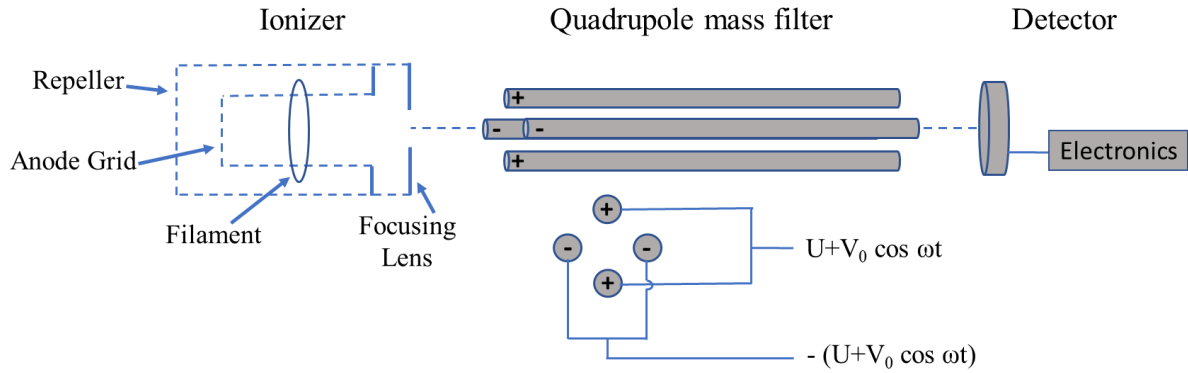 Ionizer
Quadrupole mass filter
Detector
Repeller
Anode Grid
Filament
Focusing
Lens
+
- -
+
Electronics
+
- -
+
U+V₀ cos ωt
- (U+V₀ cos ωt)